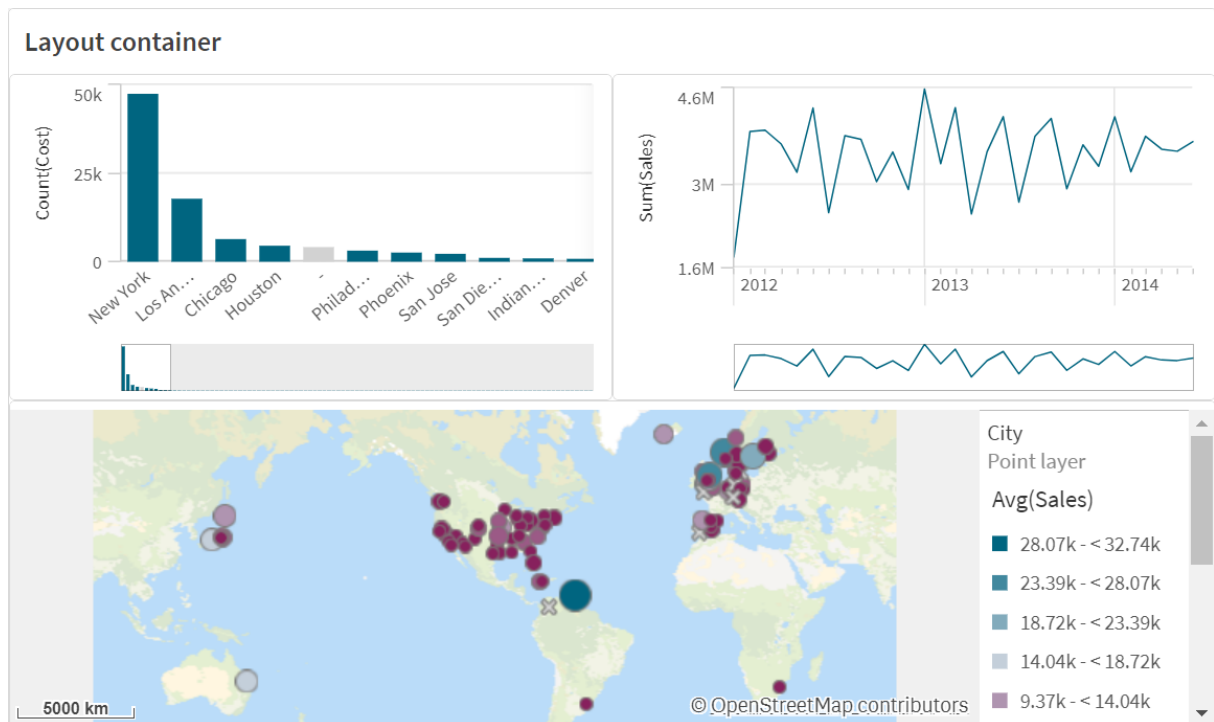 Layout container
Count(Cost)
50k
25k
0
New York
Los An...
Chicago
Houston
-
Philad...
Phoenix
San Jose
San Die...
Indian...
Denver
Sum(Sales)
4.6M
3M
1.6M
2012
2013
2014
5000 km
© OpenStreetMap contributors
City
Point layer
Avg(Sales)
28.07k - < 32.74k
23.39k - < 28.07k
18.72k - < 23.39k
14.04k - < 18.72k
9.37k - < 14.04k